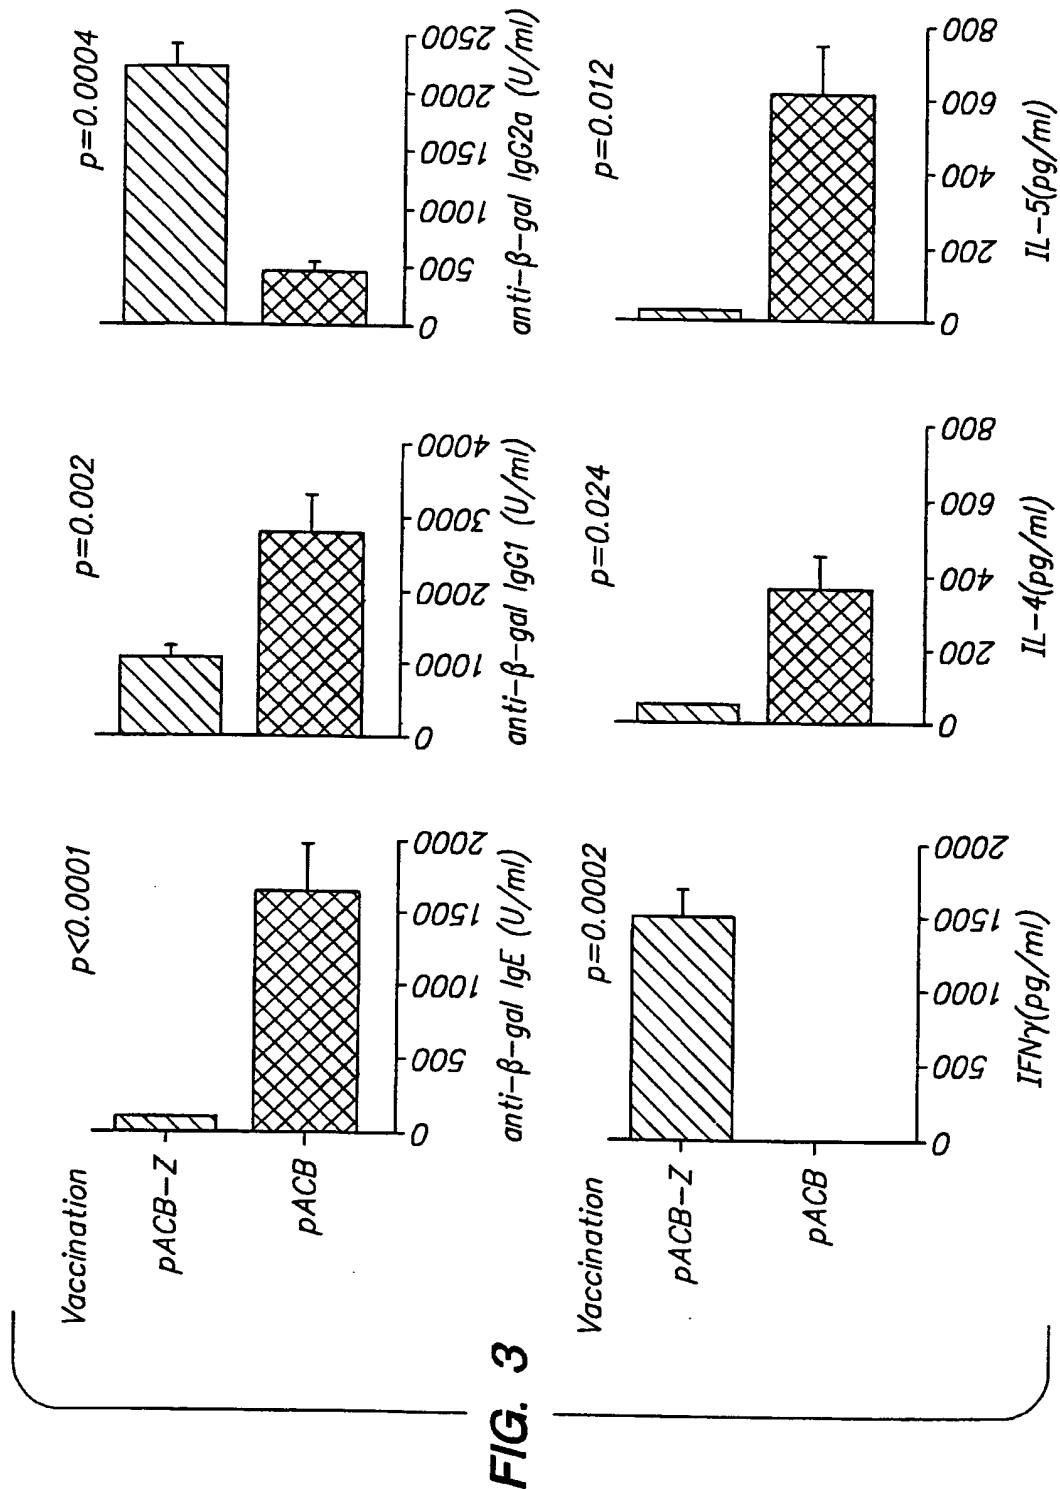 Vaccination
p<0.0001
p=0.002
p=0.0004
pACB-Z
pACB
0 500 1000 1500 2000
0 1000 2000 3000 4000
0 500 1000 1500 2000 2500
anti-β-gal IgE (U/ml)
anti-β-gal IgG1 (U/ml)
anti-β-gal IgG2a (U/ml)
Vaccination
p=0.0002
p=0.024
p=0.012
pACB-Z
pACB
0 500 1000 1500 2000
0 200 400 600 800
0 200 400 600 800
IFNγ(pg/ml)
IL-4(pg/ml)
IL-5(pg/ml)
FIG. 3